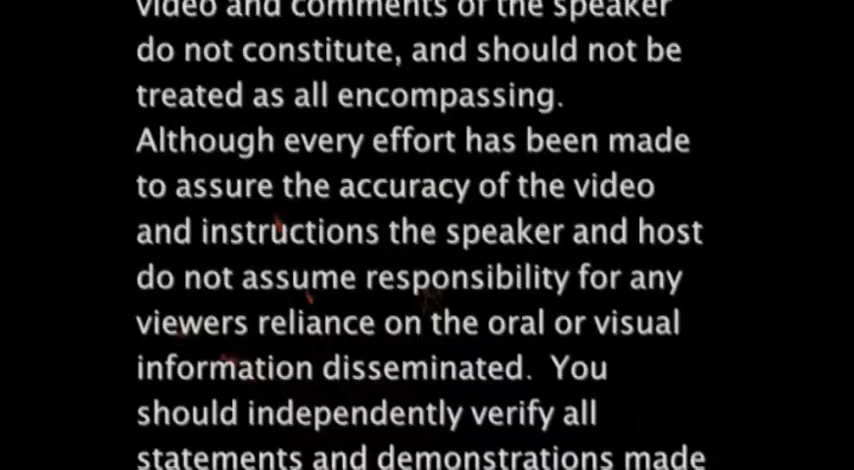 video and comments of the speaker
do not constitute, and should not be
treated as all encompassing.
Although every effort has been made
to assure the accuracy of the video
and instructions the speaker and host
do not assume responsibility for any
viewers reliance on the oral or visual
information disseminated.  You
should independently verify all
statements and demonstrations made